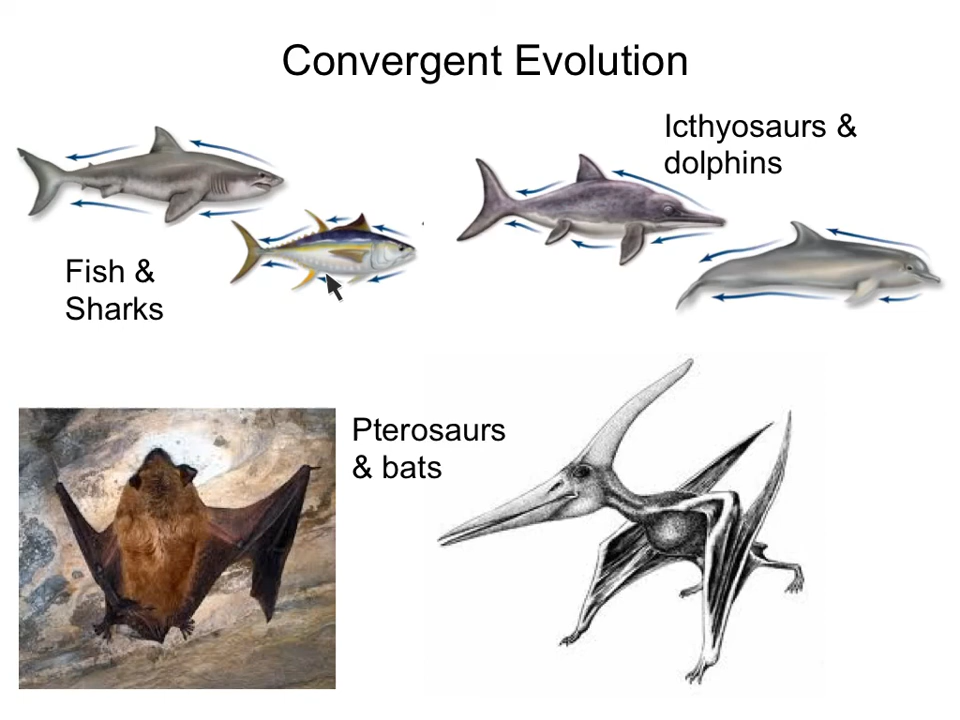 Convergent Evolution
Icthyosaurs &
dolphins
Fish &
Sharks
Pterosaurs
& bats